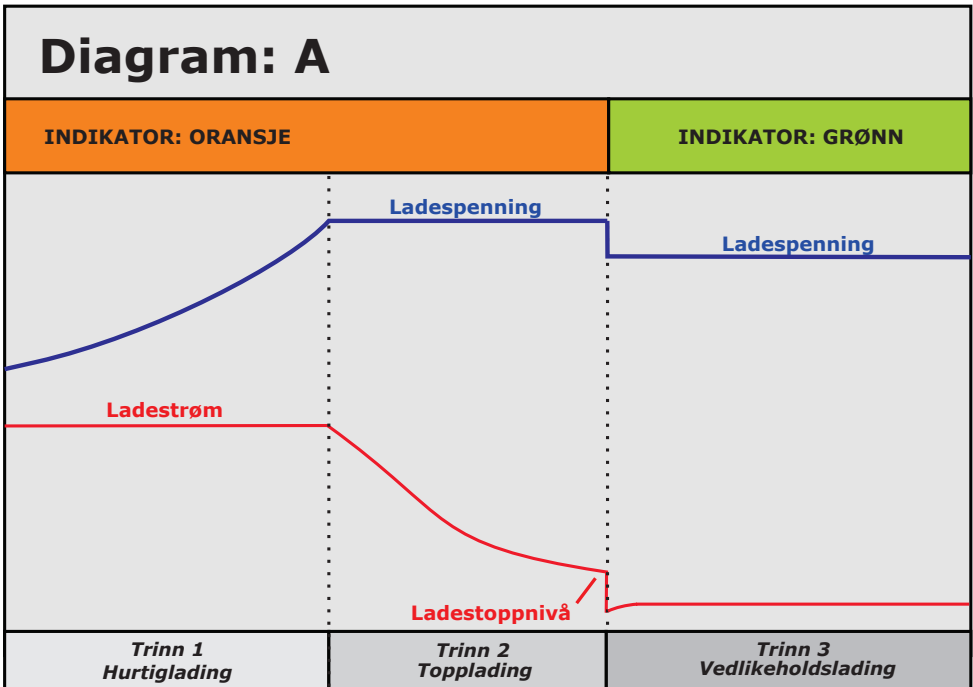 Diagram: A
INDIKATOR: ORANSJE
INDIKATOR: GRØNN
Ladespenning
Ladespenning
Ladestrøm
Ladestoppnivå
Trinn 1
Hurtiglading
Trinn 2
Topplading
Trinn 3
Vedlikeholdslading